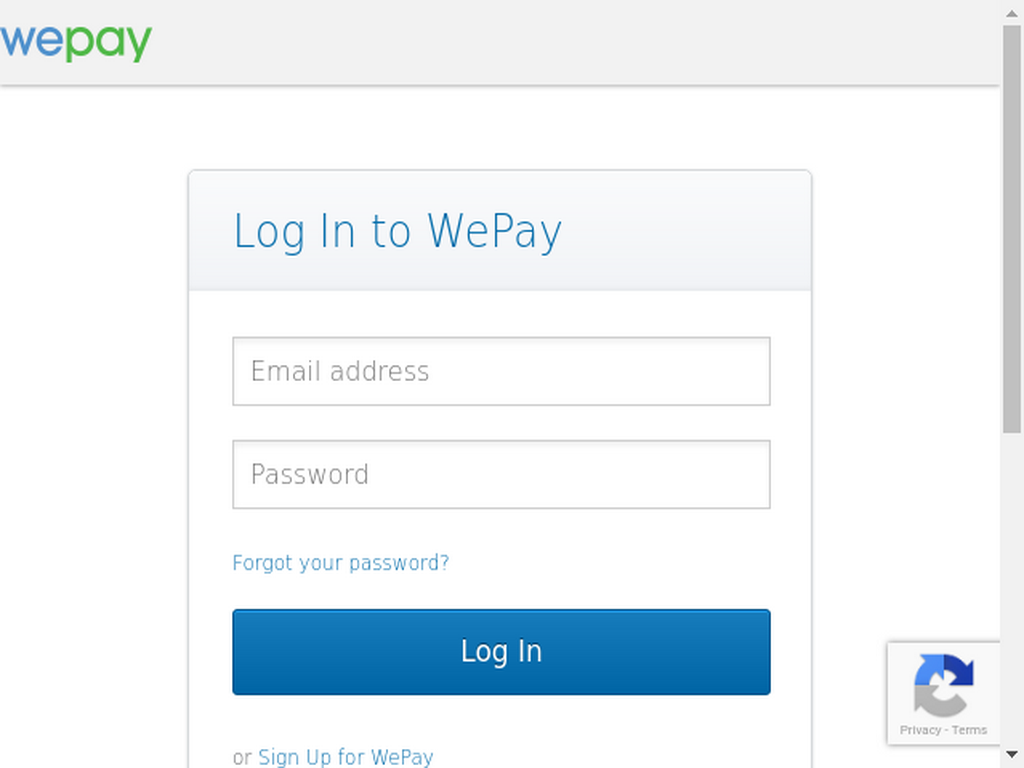 wepay
Log In to WePay
Email address
Password
Forgot your password?
Log In
Privacy - Terms
or Sign Up for WePay